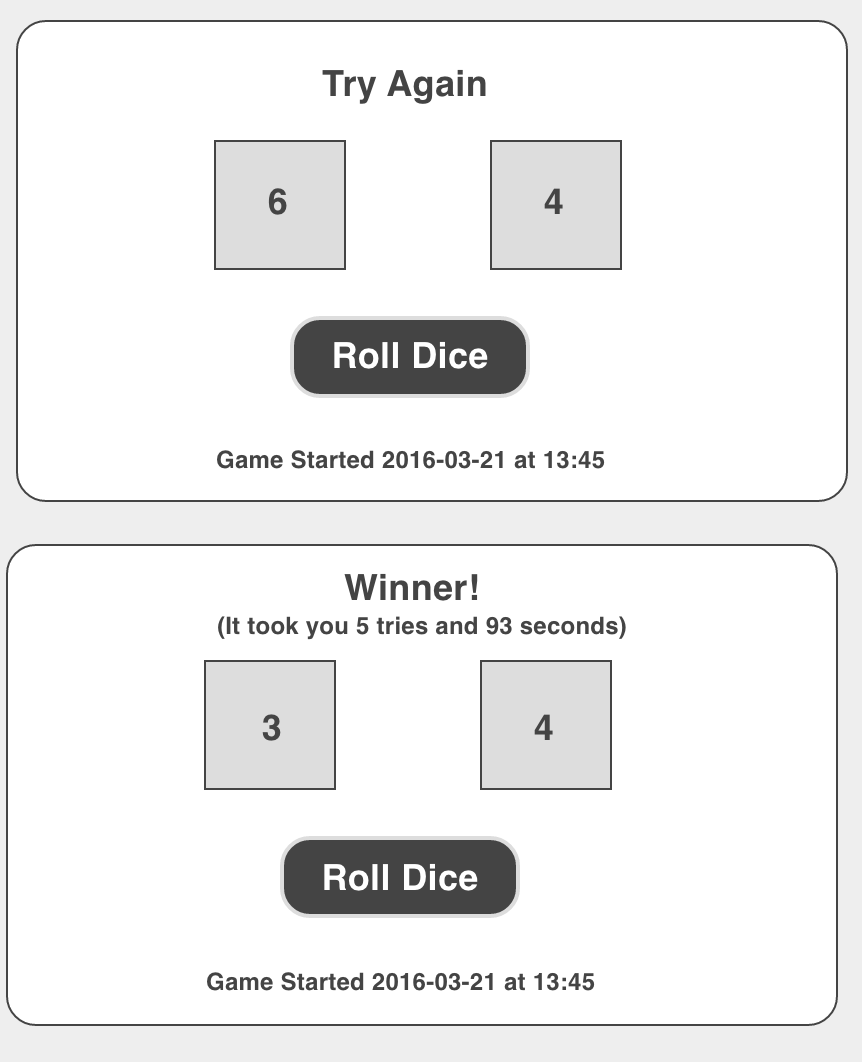 Try Again
6 4
Roll Dice
Game Started 2016-03-21 at 13:45
Winner!
(It took you 5 tries and 93 seconds)
3 4
Roll Dice
Game Started 2016-03-21 at 13:45